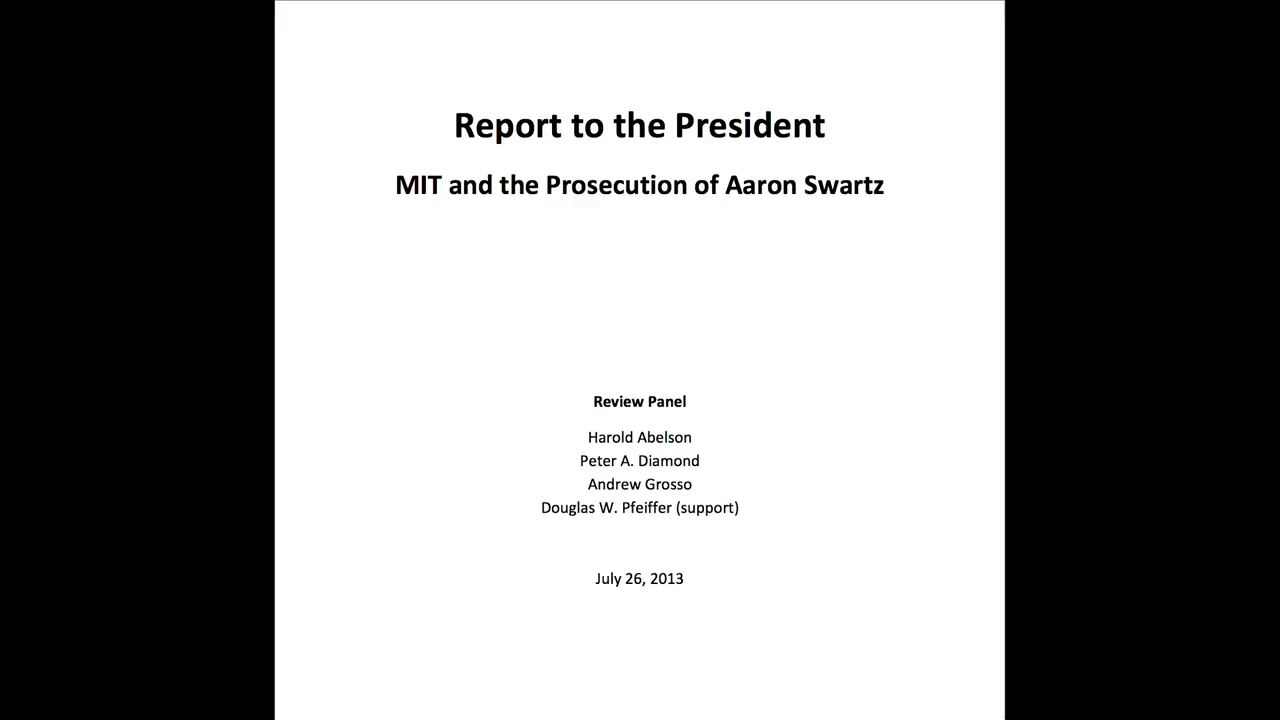 Report to the President
MIT and the Prosecution of Aaron Swartz
Review Panel
Harold Abelson
Peter A. Diamond
Andrew Grosso
Douglas W. Pfeiffer (support)
July 26, 2013